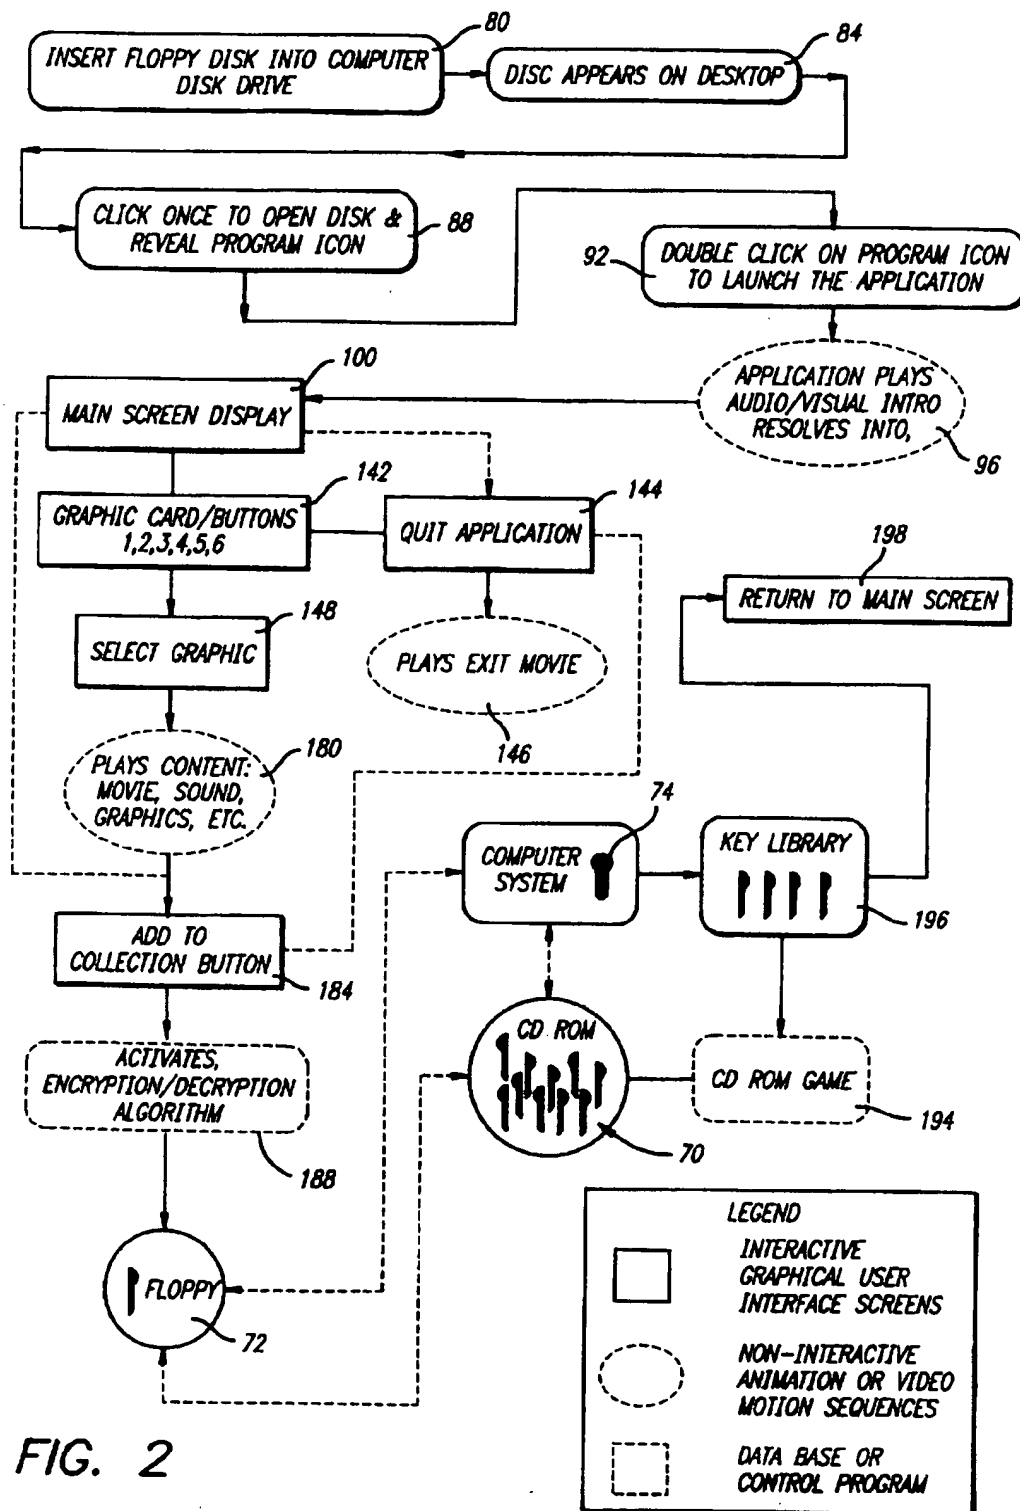 80
INSERT FLOPPY DISK INTO COMPUTER
DISK DRIVE
84
DISC APPEARS ON DESKTOP
CLICK ONCE TO OPEN DISK &
REVEAL PROGRAM ICON
88
92
DOUBLE CLICK ON PROGRAM ICON
TO LAUNCH THE APPLICATION
100
MAIN SCREEN DISPLAY
APPLICATION PLAYS
AUDIO/VISUAL INTRO
RESOLVES INTO,
96
142
GRAPHIC CARD/BUTTONS
1,2,3,4,5,6
144
QUIT APPLICATION
198
RETURN TO MAIN SCREEN
148
SELECT GRAPHIC
PLAYS EXIT MOVIE
146
180
PLAYS CONTENT:
MOVIE, SOUND,
GRAPHICS, ETC.
74
COMPUTER
SYSTEM
KEY LIBRARY
196
ADD TO
COLLECTION BUTTON
184
CD ROM
70
CD ROM GAME
194
ACTIVATES,
ENCRYPTION/DECRYPTION
ALGORITHM
188
FLOPPY
72
LEGEND
INTERACTIVE
GRAPHICAL USER
INTERFACE SCREENS
NON-INTERACTIVE
ANIMATION OR VIDEO
MOTION SEQUENCES
DATA BASE OR
CONTROL PROGRAM
FIG. 2